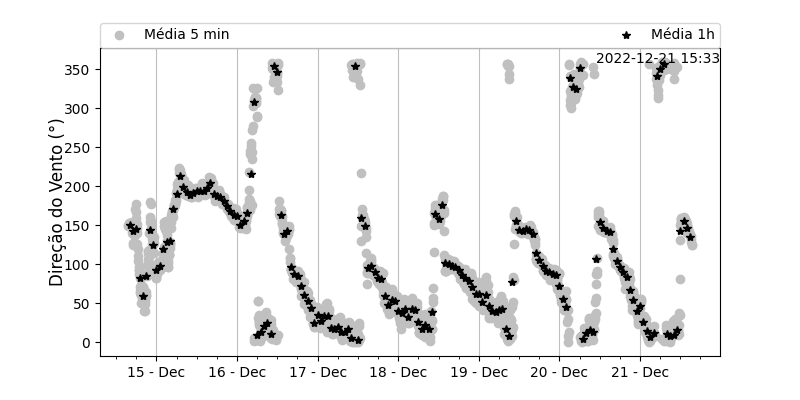 Média 5 min
Média 1h
2022-12-21 15:33
Direção do Vento (°)
350
300
250
200
150
100
50
0
15 - Dec
16 - Dec
17 - Dec
18 - Dec
19 - Dec
20 - Dec
21 - Dec